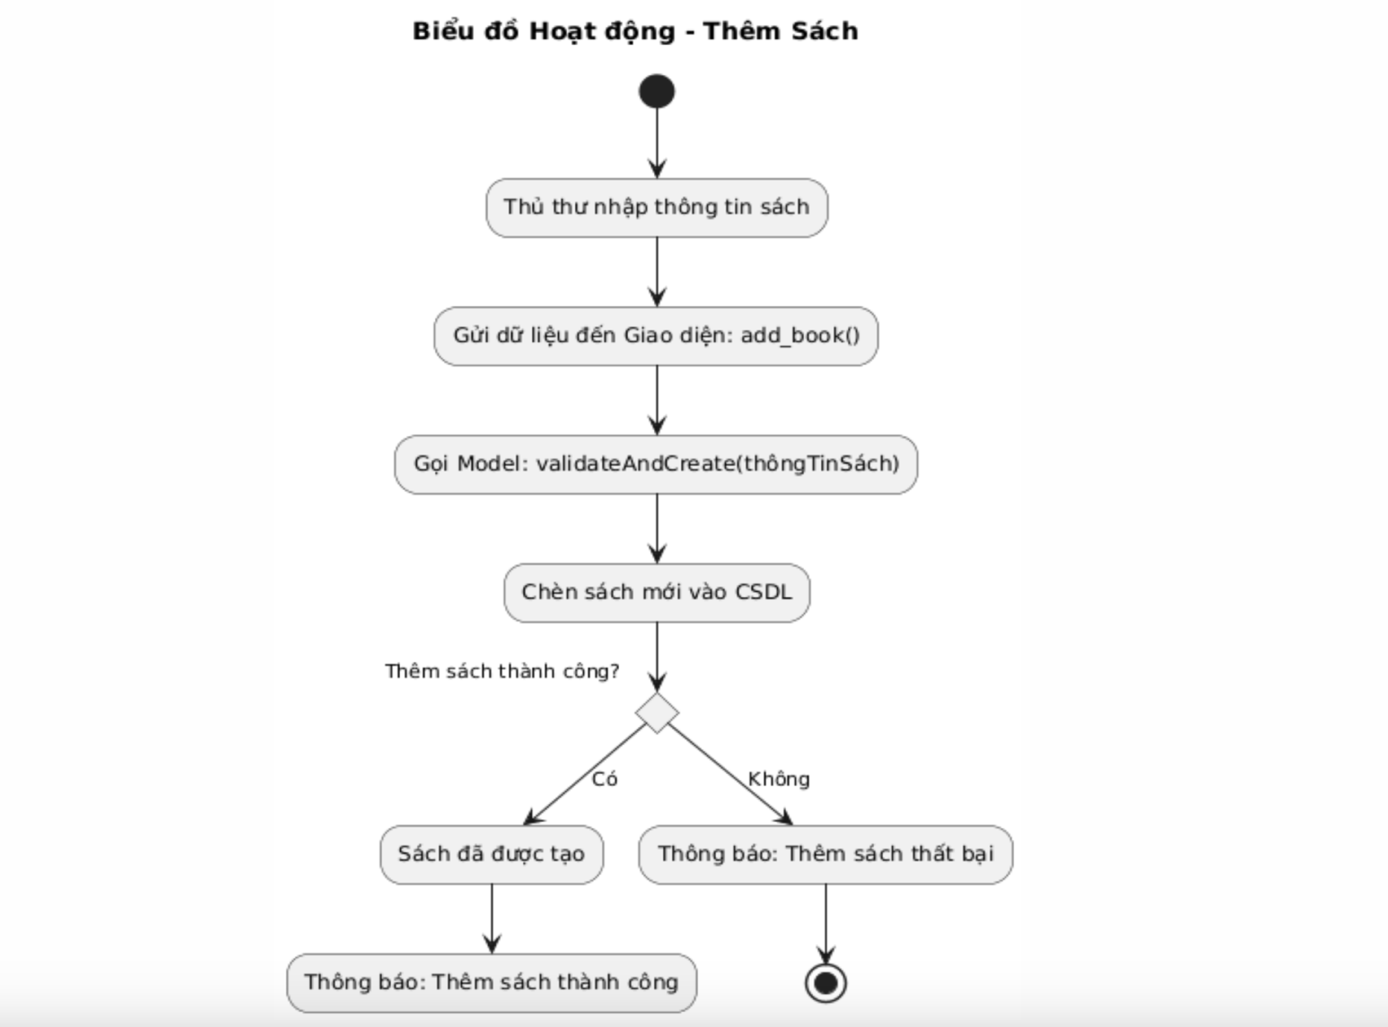 Biểu đồ Hoạt động - Thêm Sách
Thủ thư nhập thông tin sách
Gửi dữ liệu đến Giao diện: add_book()
Gọi Model: validateAndCreate(thôngTinSách)
Chèn sách mới vào CSDL
Thêm sách thành công?
Có
Không
Sách đã được tạo
Thông báo: Thêm sách thất bại
Thông báo: Thêm sách thành công